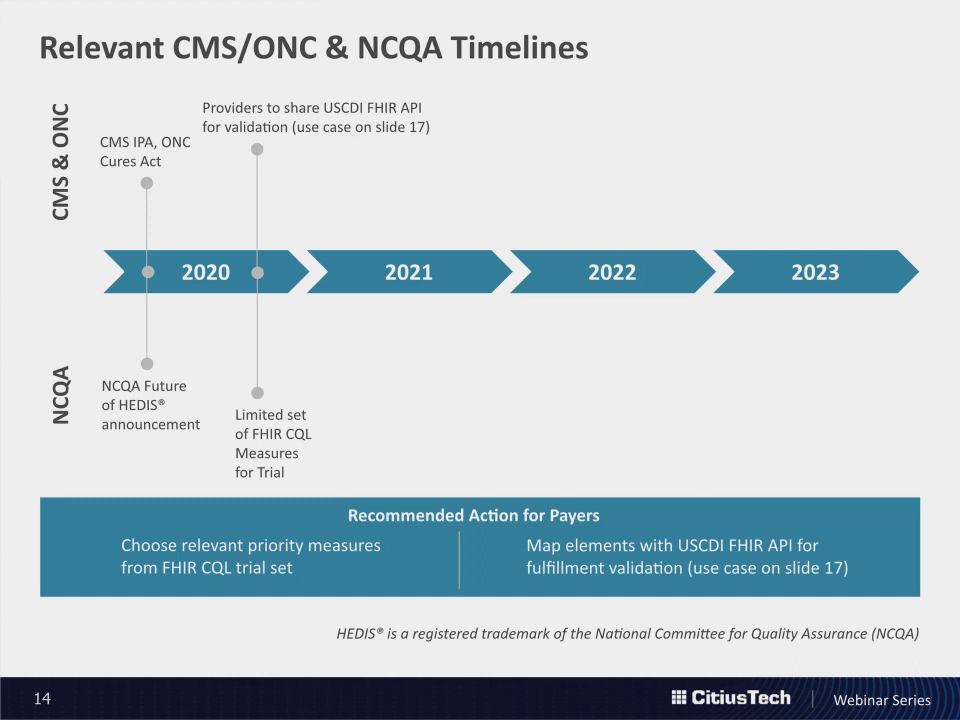 Relevant CMS/ONC & NCQA Timelines
CMS & ONC
Providers to share USCDI FHIR API
for validation (use case on slide 17)
CMS IPA, ONC
Cures Act
2020
2021
2022
2023
NCQA
NCQA Future
of HEDIS®
announcement
Limited set
of FHIR CQL
Measures
for Trial
Recommended Action for Payers
Choose relevant priority measures
from FHIR CQL trial set
Map elements with USCDI FHIR API for
fulfillment validation (use case on slide 17)
HEDIS® is a registered trademark of the National Committee for Quality Assurance (NCQA)
14
CitiusTech
Webinar Series